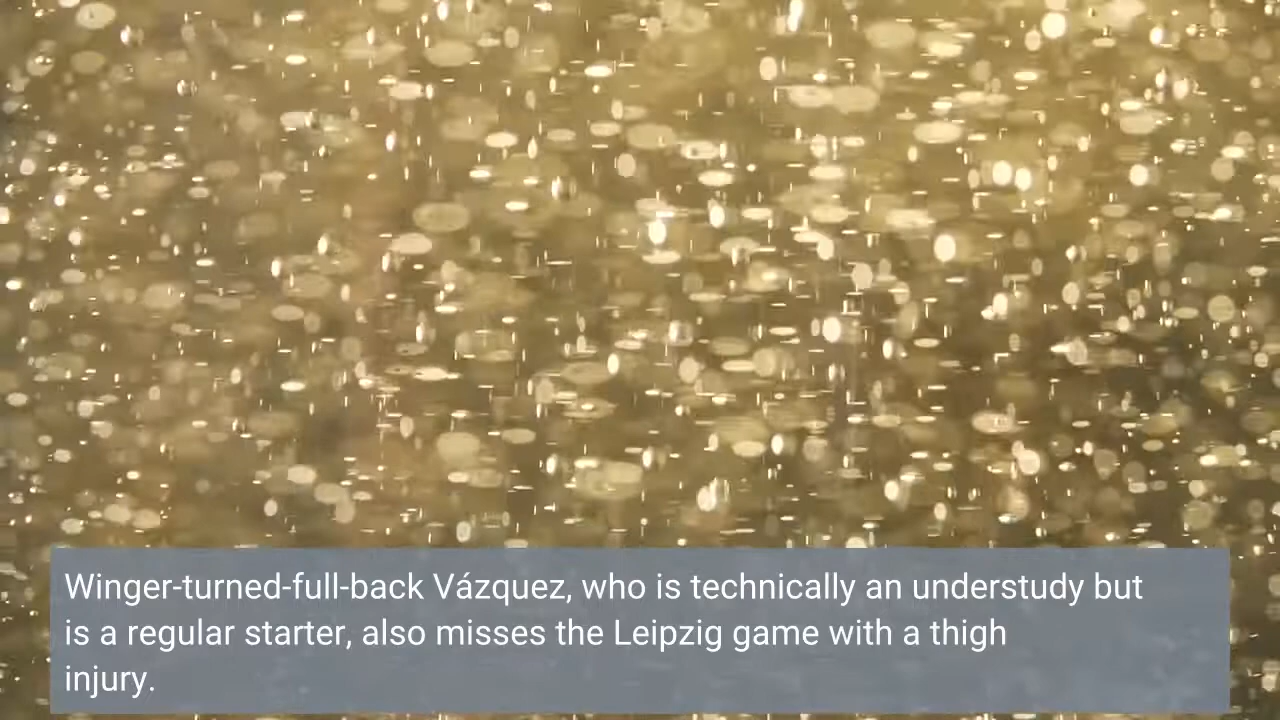 Winger-turned-full-back Vázquez, who is technically an understudy but
is a regular starter, also misses the Leipzig game with a thigh
injury.